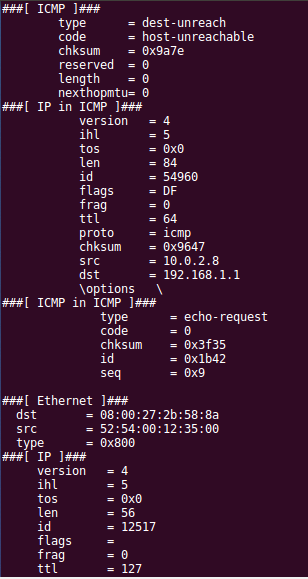 ###[ ICMP ]###
        type      = dest-unreach
        code      = host-unreachable
        chksum    = 0x9a7e
        reserved  = 0
        length    = 0
        nexthopmtu= 0
###[ IP in ICMP ]###
           version   = 4
           ihl       = 5
           tos       = 0x0
           len       = 84
           id        = 54960
           flags     = DF
           frag      = 0
           ttl       = 64
           proto     = icmp
           chksum    = 0x9647
           src       = 10.0.2.8
           dst       = 192.168.1.1
           \options   \
###[ ICMP in ICMP ]###
              type      = echo-request
              code      = 0
              chksum    = 0x3f35
              id        = 0x1b42
              seq       = 0x9

###[ Ethernet ]###
  dst       = 08:00:27:2b:58:8a
  src       = 52:54:00:12:35:00
  type      = 0x800
###[ IP ]###
     version   = 4
     ihl       = 5
     tos       = 0x0
     len       = 56
     id        = 12517
     flags     =
     frag      = 0
     ttl       = 127